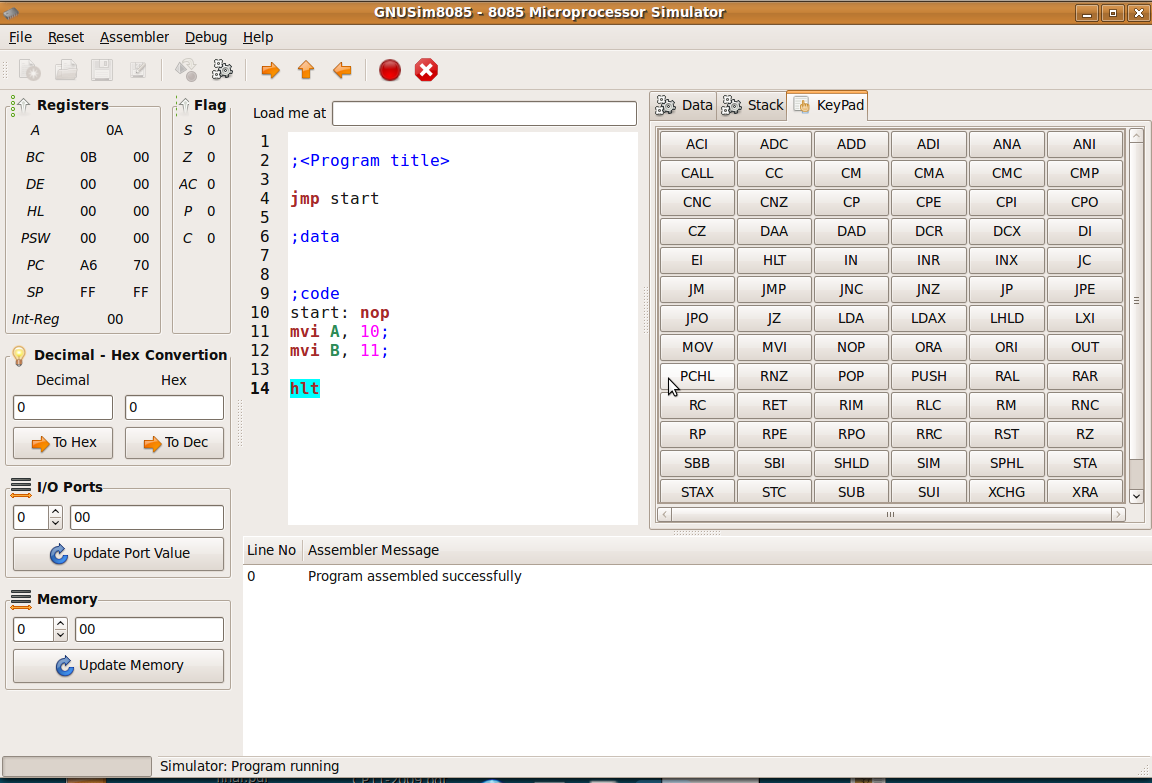 GNUSim8085 - 8085 Microprocessor Simulator
File Reset Assembler Debug Help
Registers
A 0A
BC 0B 00
DE 00 00
HL 00 00
PSW 00 00
PC A6 70
SP FF FF
Int-Reg 00
Flag
S 0
Z 0
AC 0
P 0
C 0
Decimal - Hex Convertion
Decimal Hex
0 0
To Hex To Dec
I/O Ports
0 00
Update Port Value
Memory
0 00
Update Memory
Load me at
1
2 ;<Program title>
3
4 jmp start
5
6 ;data
7
8
9 ;code
10 start: nop
11 mvi A, 10;
12 mvi B, 11;
13
14 hlt
Data Stack KeyPad
ACI ADC ADD ADI ANA ANI
CALL CC CM CMA CMC CMP
CNC CNZ CP CPE CPI CPO
CZ DAA DAD DCR DCX DI
EI HLT IN INR INX JC
JM JMP JNC JNZ JP JPE
JPO JZ LDA LDAX LHLD LXI
MOV MVI NOP ORA ORI OUT
PCHL RNZ POP PUSH RAL RAR
RC RET RIM RLC RM RNC
RP RPE RPO RRC RST RZ
SBB SBI SHLD SIM SPHL STA
STAX STC SUB SUI XCHG XRA
Line No Assembler Message
0 Program assembled successfully
Simulator: Program running